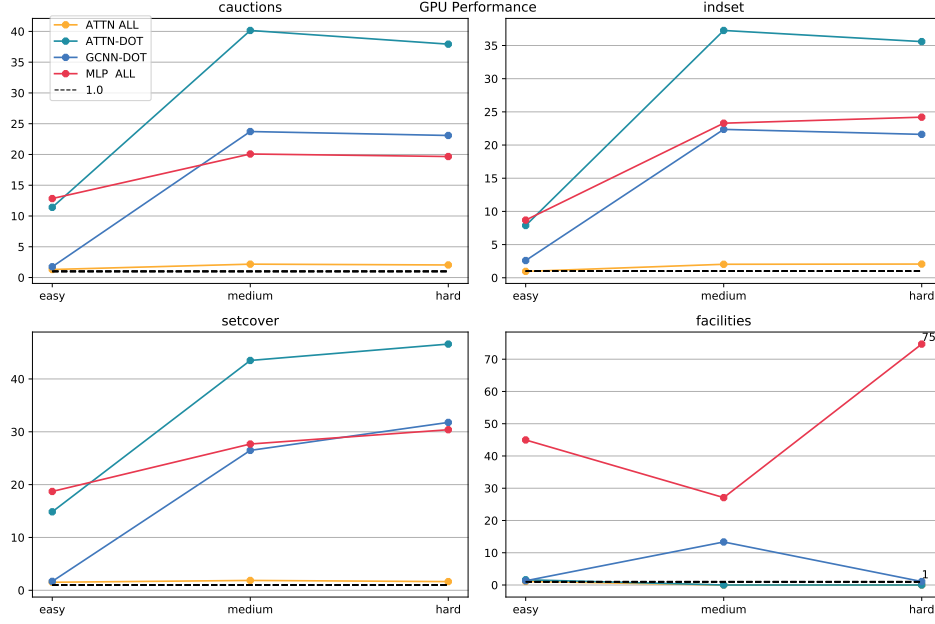 GPU Performance
cauctions
40
35
30
25
20
15
10
5
0
ATTN ALL
ATTN-DOT
GCNN-DOT
MLP ALL
1.0
easy medium hard
indset
35
30
25
20
15
10
5
0
easy medium hard
setcover
40
30
20
10
0
easy medium hard
facilities
70
60
50
40
30
20
10
0
75
1
easy medium hard